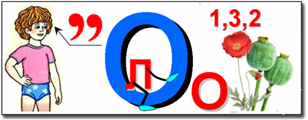 ,, О л О 1,3,2